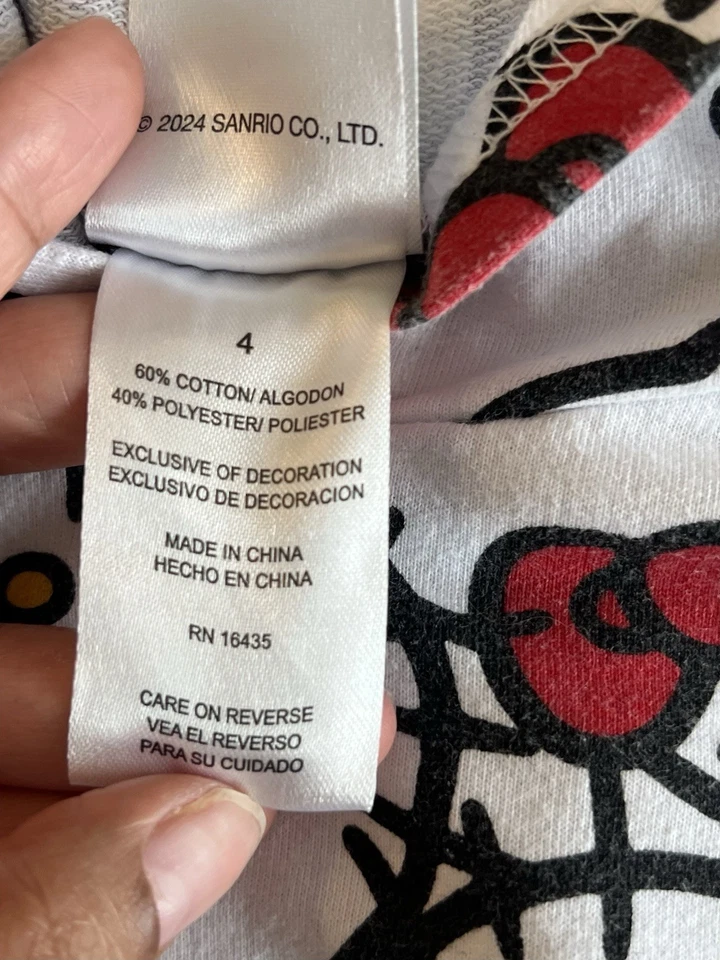 © 2024 SANRIO CO., LTD.
4
60% COTTON/ ALGODON
40% POLYESTER/ POLIESTER
EXCLUSIVE OF DECORATION
EXCLUSIVO DE DECORACION
MADE IN CHINA
HECHO EN CHINA
RN 16435
CARE ON REVERSE
VEA EL REVERSO
PARA SU CUIDADO